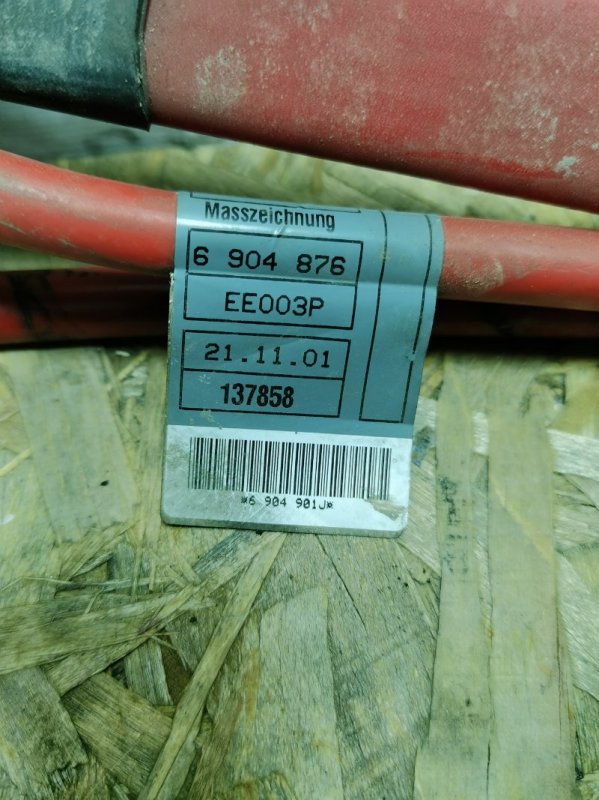 Masszeichnung
6 904 876
EE003P
21.11.01
137858
*6 904 901J*